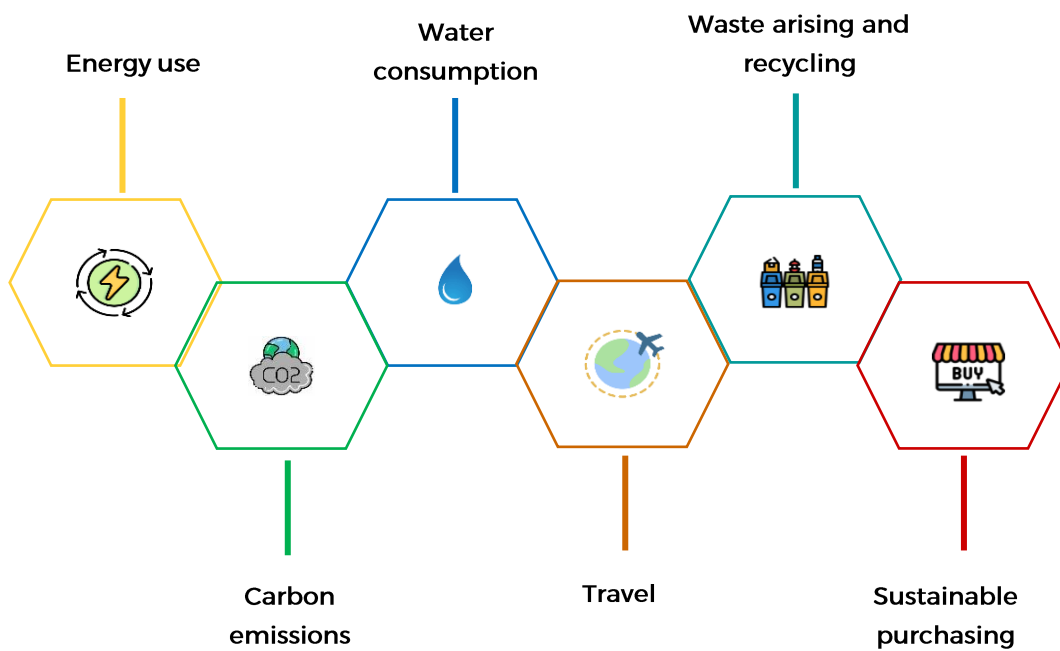 Energy use
Water
consumption
Waste arising and
recycling
CO2
BUY
Carbon
emissions
Travel
Sustainable
purchasing